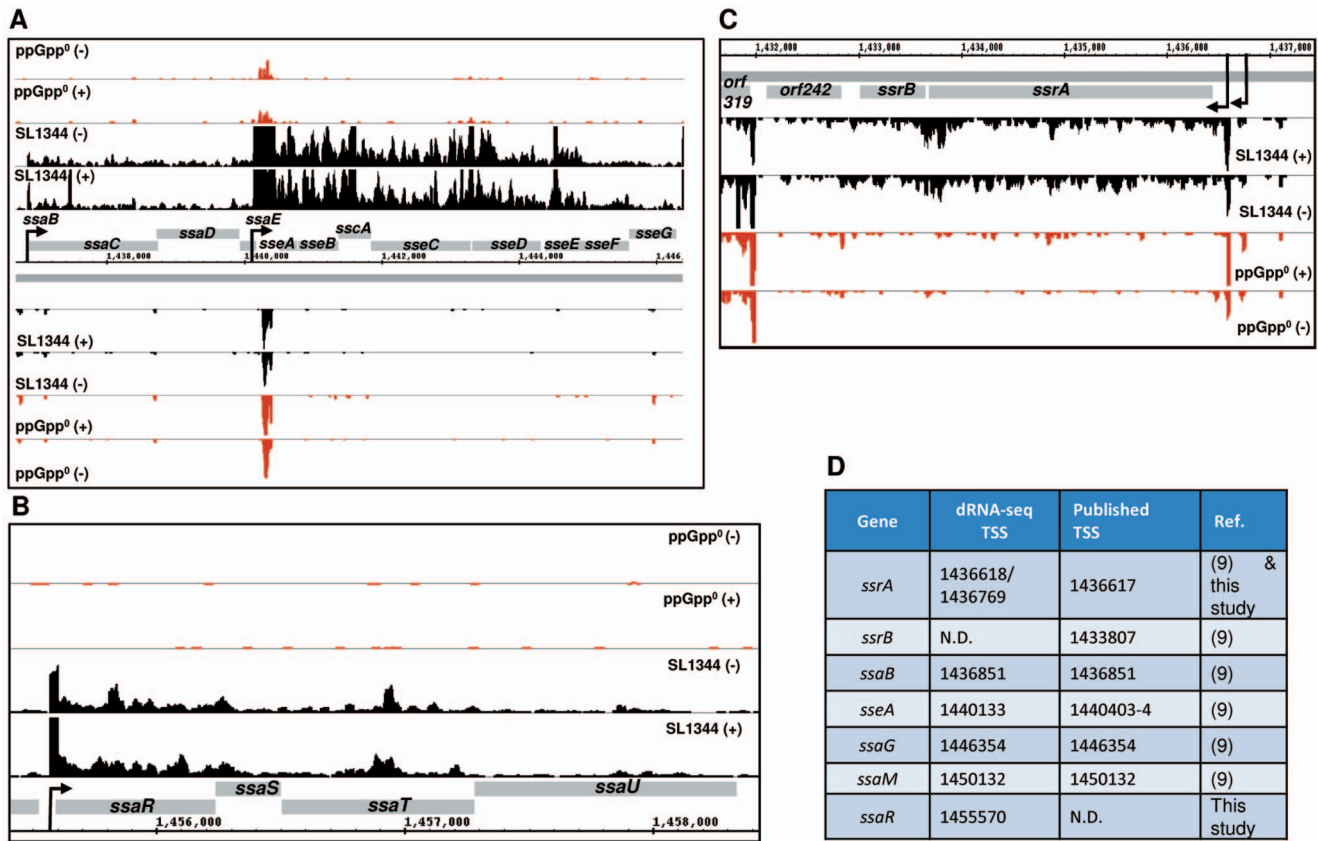 A
ppGpp⁰ (-)
ppGpp⁰ (+)
SL1344 (-)
SL1344 (+)
ssaB
ssaC
ssaD
ssaE
sseA
sseB
sscA
sseC
sseD
sseE
sseF
sseG
1,438,000
1,440,000
1,442,000
1,444,000
1,446,
SL1344 (+)
SL1344 (-)
ppGpp⁰ (+)
ppGpp⁰ (-)
B
ppGpp⁰ (-)
ppGpp⁰ (+)
SL1344 (-)
SL1344 (+)
ssaR
ssaS
ssaT
ssaU
1,456,000
1,457,000
1,458,000
C
1,432,000
1,433,000
1,434,000
1,435,000
1,436,000
1,437,000
orf
319
orf242
ssrB
ssrA
SL1344 (+)
SL1344 (-)
ppGpp⁰ (+)
ppGpp⁰ (-)
D
Gene dRNA-seq TSS Published TSS Ref.
ssrA 1436618/ 1436769 1436617 (9) & this study
ssrB N.D. 1433807 (9)
ssaB 1436851 1436851 (9)
sseA 1440133 1440403-4 (9)
ssaG 1446354 1446354 (9)
ssaM 1450132 1450132 (9)
ssaR 1455570 N.D. This study